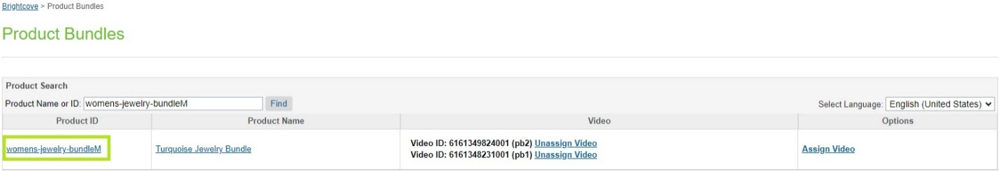 Brightcove > Product Bundles
Product Bundles
Product Search
Product Name or ID: womens-jewelry-bundleM Find Select Language: English (United States)
Product ID Product Name Video Options
womens-jewelry-bundleM Turquoise Jewelry Bundle Video ID: 6161349824001 (pb2) Unassign Video Assign Video
Video ID: 6161348231001 (pb1) Unassign Video